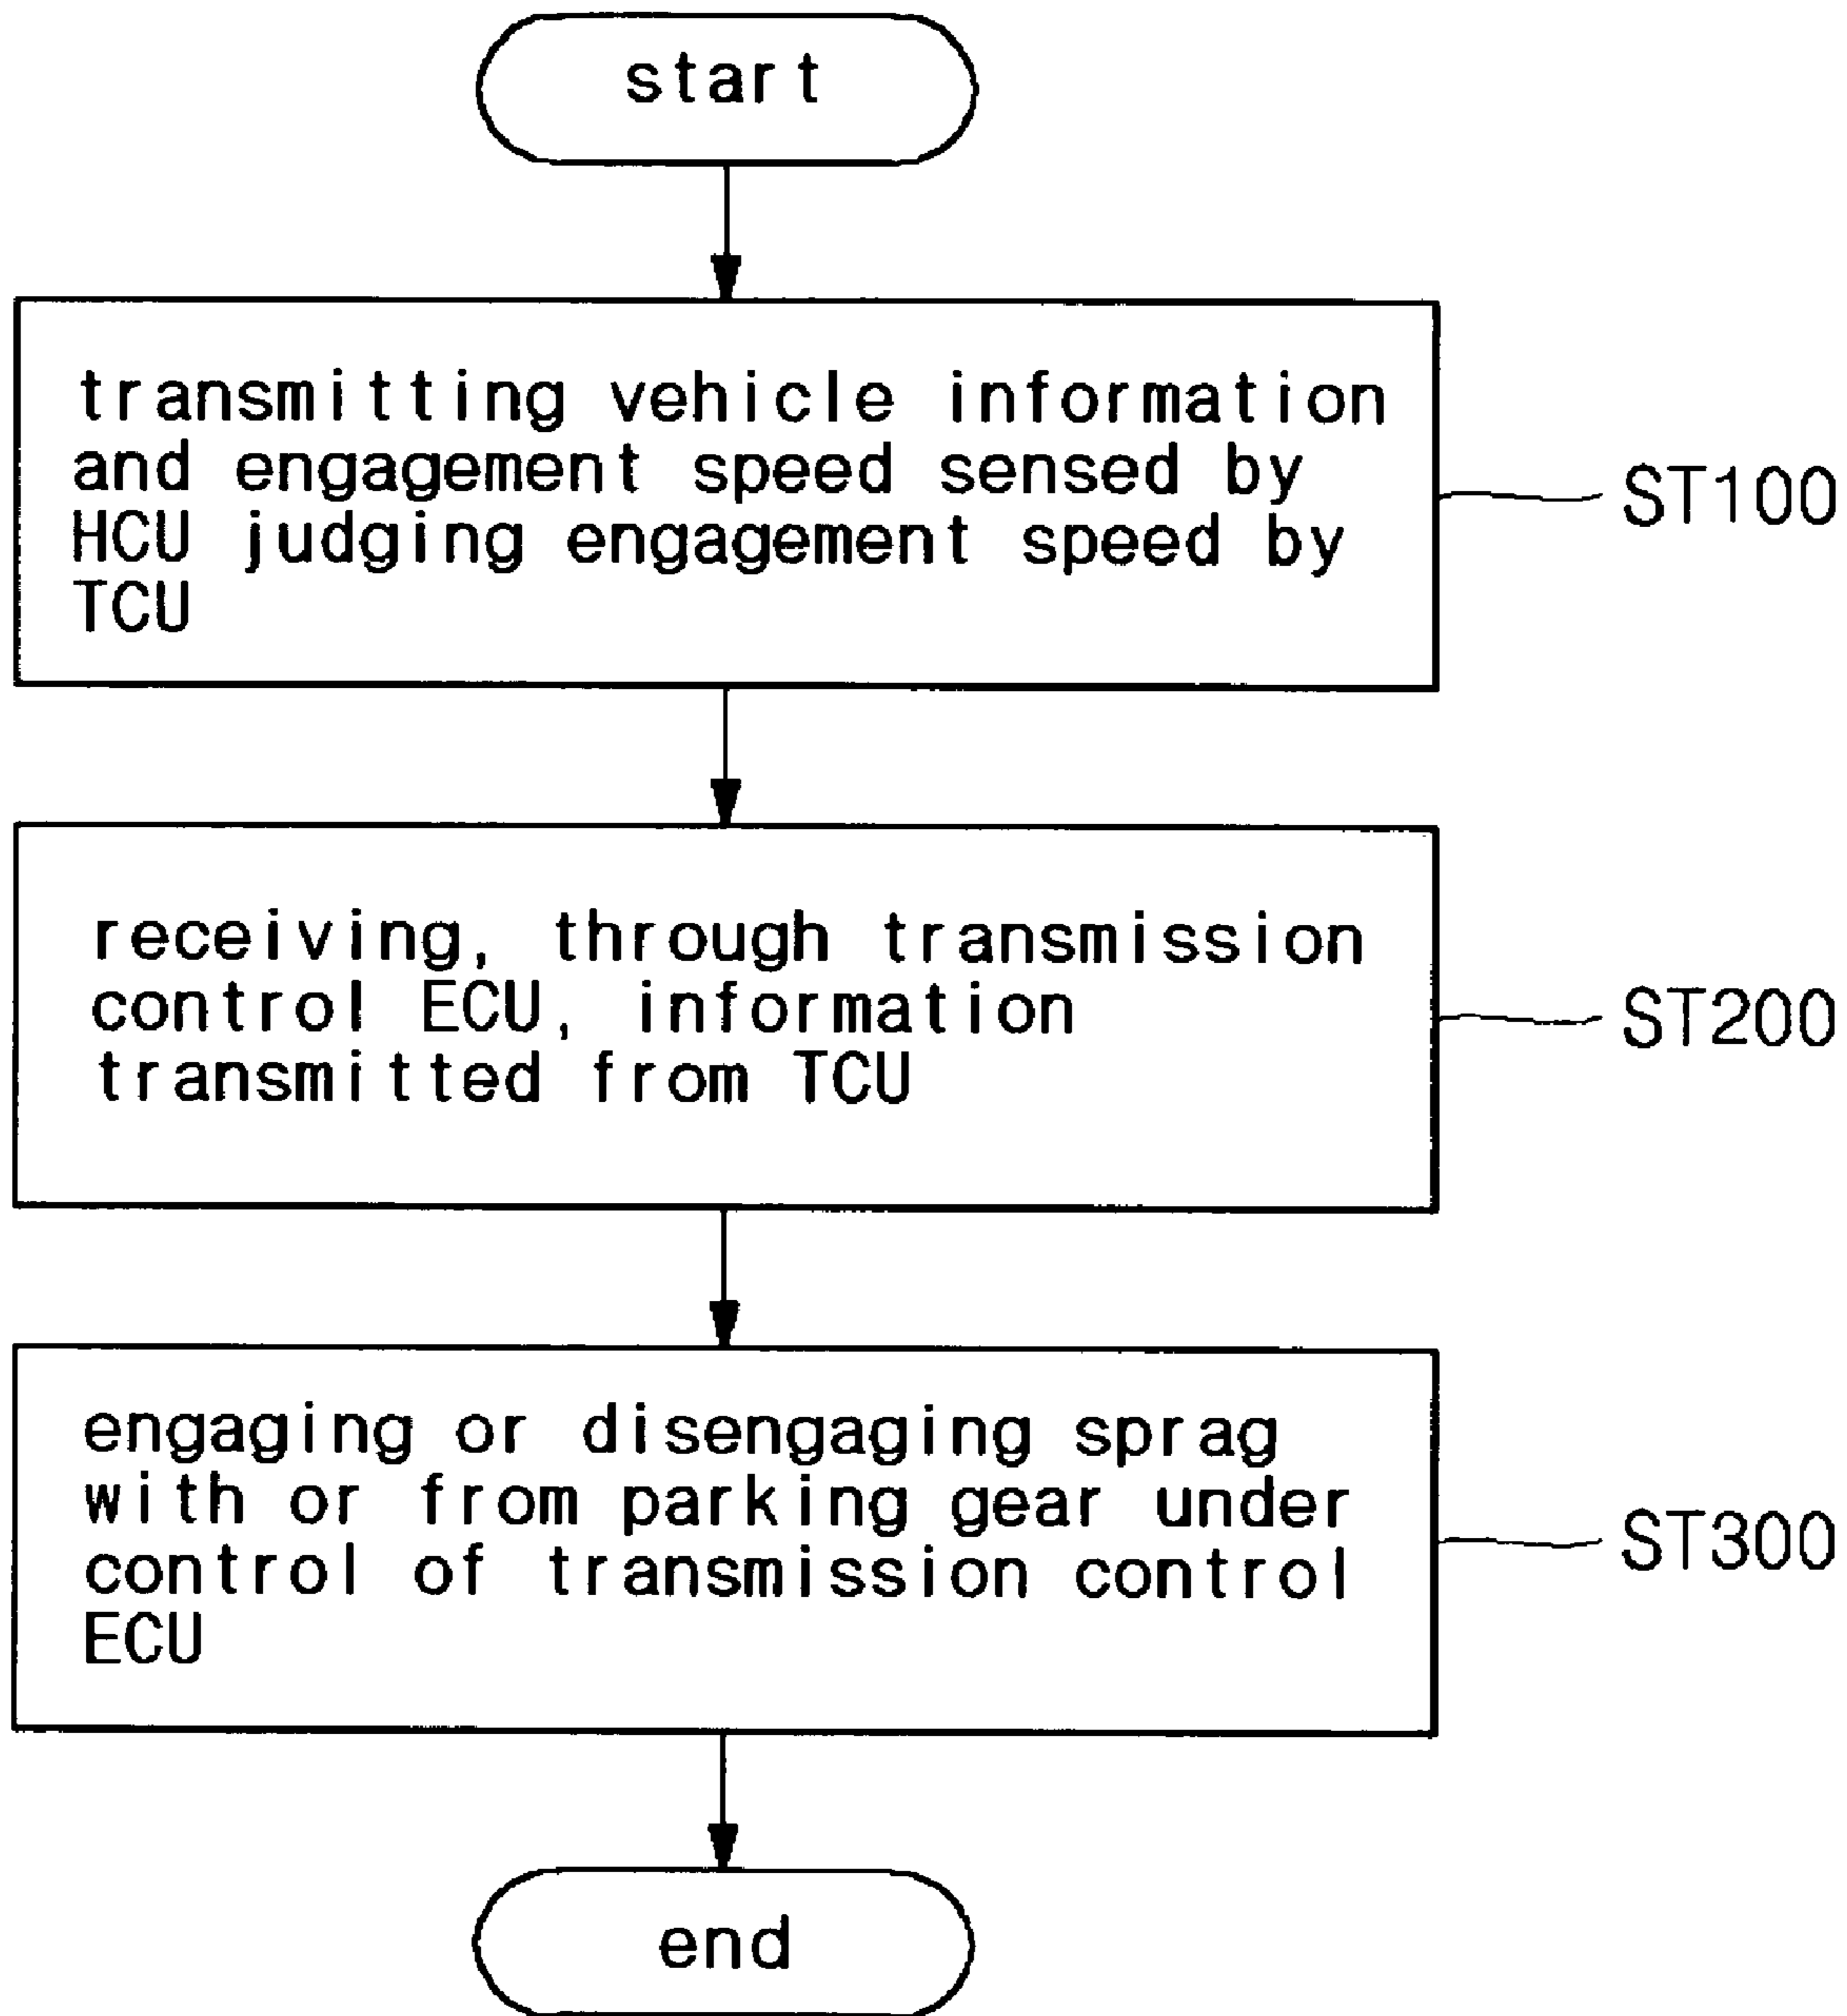 start
transmitting vehicle information
and engagement speed sensed by
HCU judging engagement speed by
TCU
ST100
receiving, through transmission
control ECU, information
transmitted from TCU
ST200
engaging or disengaging sprag
with or from parking gear under
control of transmission control
ECU
ST300
end